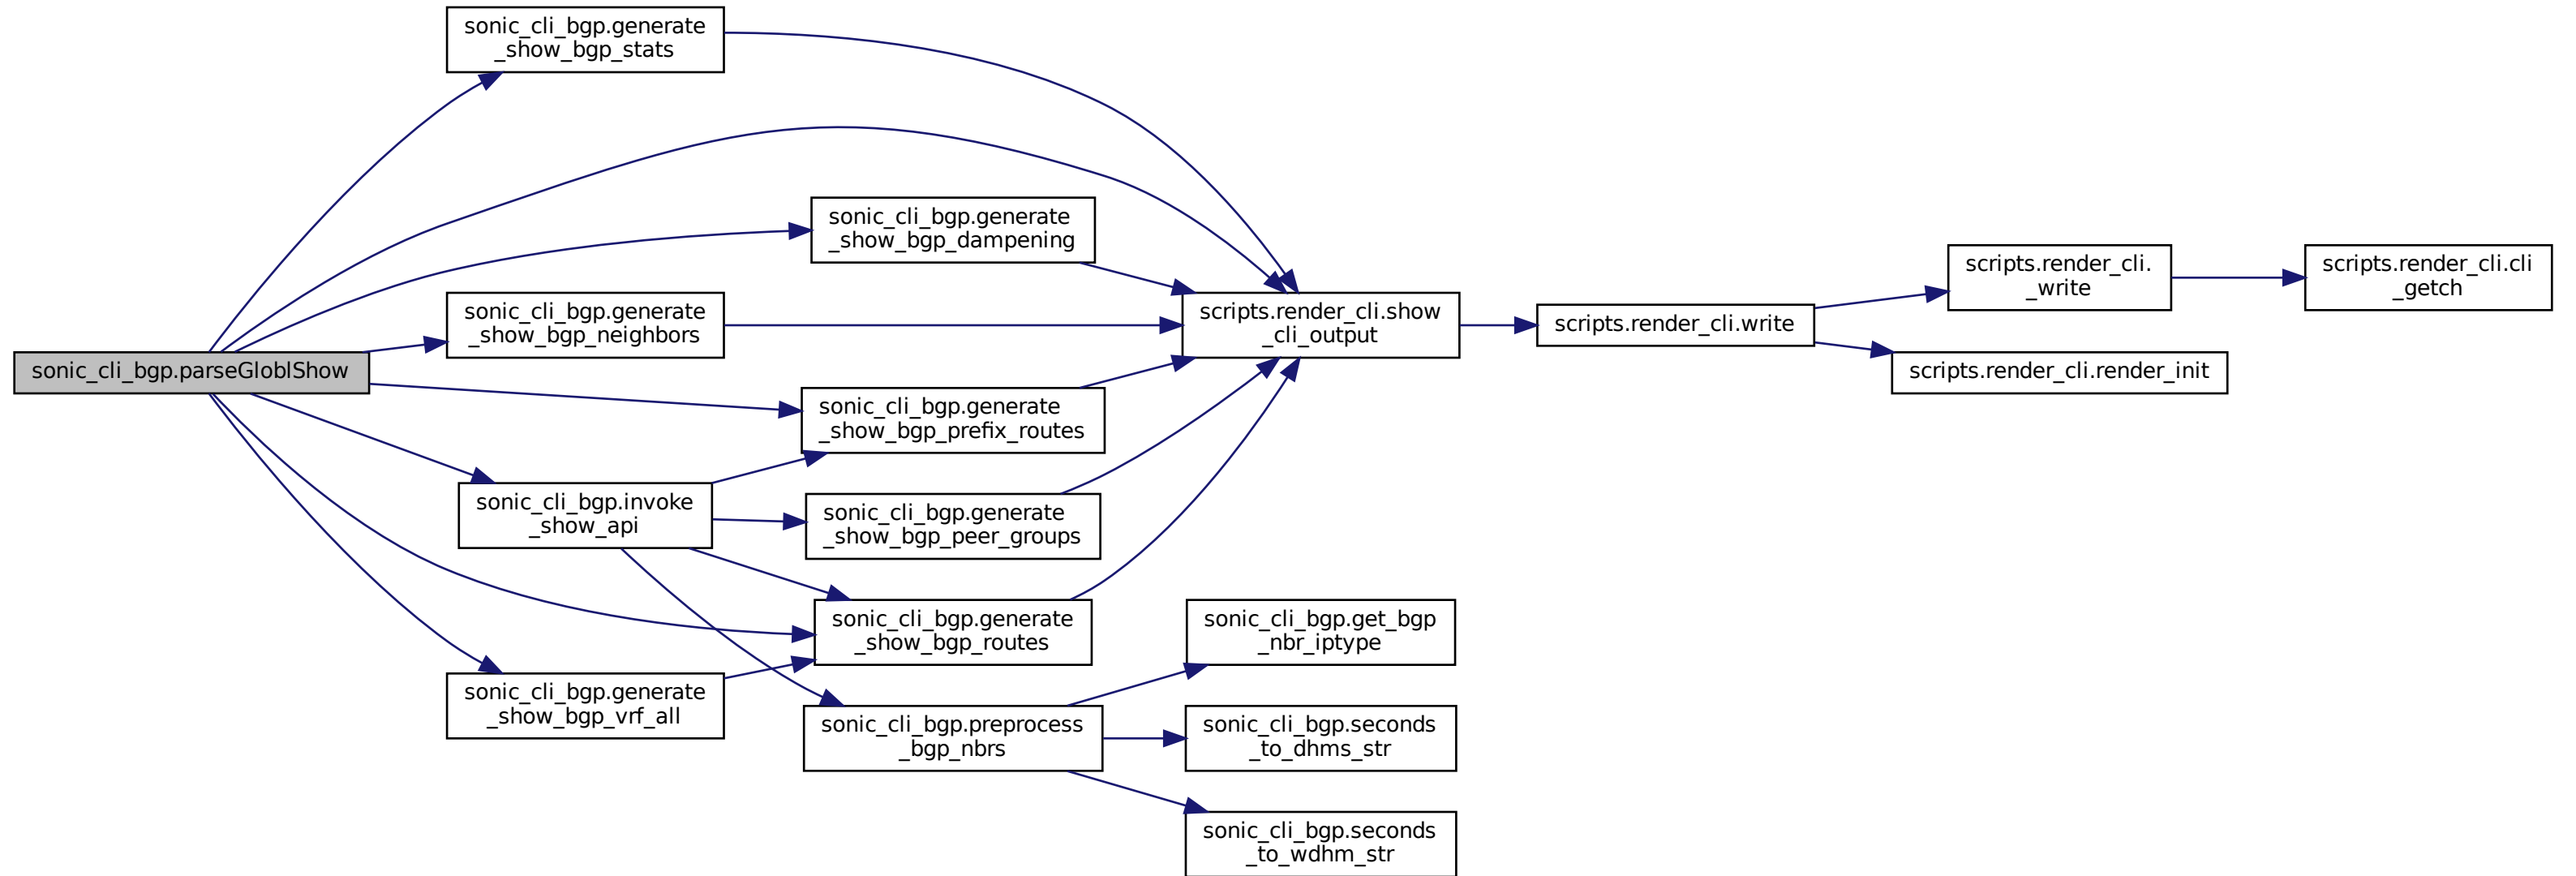 sonic_cli_bgp.generate
_show_bgp_stats
sonic_cli_bgp.generate
_show_bgp_dampening
scripts.render_cli.
_write
scripts.render_cli.cli
_getch
sonic_cli_bgp.generate
_show_bgp_neighbors
scripts.render_cli.show
_cli_output
scripts.render_cli.write
sonic_cli_bgp.parseGloblShow
scripts.render_cli.render_init
sonic_cli_bgp.generate
_show_bgp_prefix_routes
sonic_cli_bgp.invoke
_show_api
sonic_cli_bgp.generate
_show_bgp_peer_groups
sonic_cli_bgp.generate
_show_bgp_routes
sonic_cli_bgp.get_bgp
_nbr_iptype
sonic_cli_bgp.generate
_show_bgp_vrf_all
sonic_cli_bgp.preprocess
_bgp_nbrs
sonic_cli_bgp.seconds
_to_dhms_str
sonic_cli_bgp.seconds
_to_wdhm_str